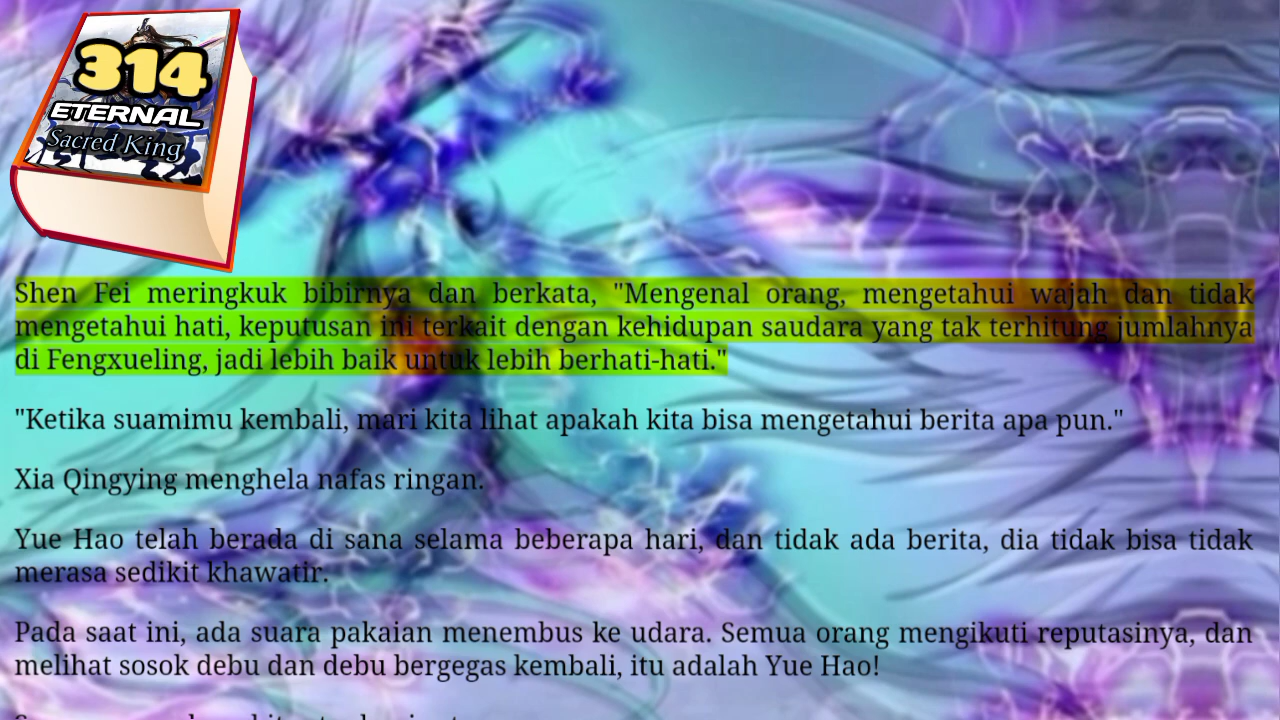 314
ETERNAL
Sacred King
Shen Fei meringkuk bibirnya dan berkata, "Mengenal orang, mengetahui wajah dan tidak
mengetahui hati, keputusan ini terkait dengan kehidupan saudara yang tak terhitung jumlahnya
di Fengxueling, jadi lebih baik untuk lebih berhati-hati."
"Ketika suamimu kembali, mari kita lihat apakah kita bisa mengetahui berita apa pun."
Xia Qingying menghela nafas ringan.
Yue Hao telah berada di sana selama beberapa hari, dan tidak ada berita, dia tidak bisa tidak
merasa sedikit khawatir.
Pada saat ini, ada suara pakaian menembus ke udara. Semua orang mengikuti reputasinya, dan
melihat sosok debu dan debu bergegas kembali, itu adalah Yue Hao!